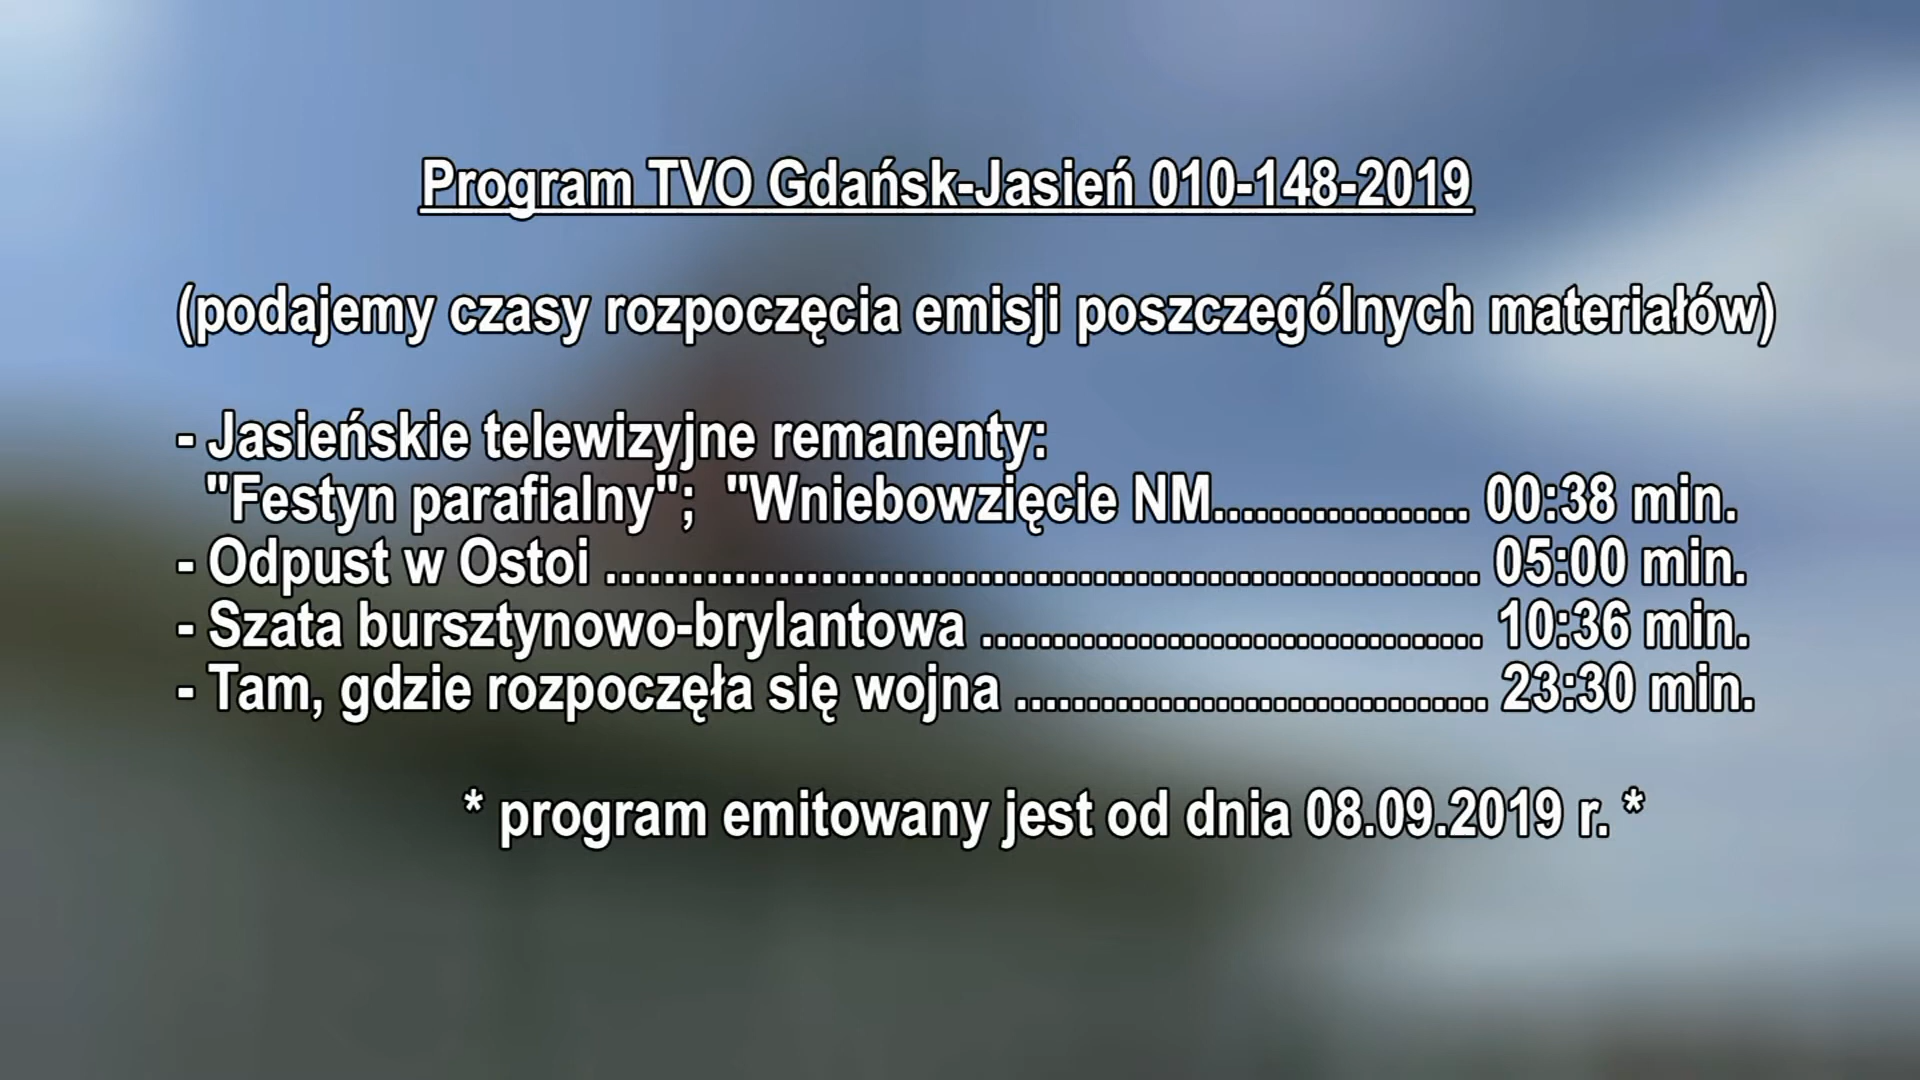 Program TVO Gdańsk-Jasień 010-148-2019
(podajemy czasy rozpoczęcia emisji poszczególnych materiałów)
- Jasieńskie telewizyjne remanenty:
"Festyn parafialny"; "Wniebowzięcie NM.................. 00:38 min.
- Odpust w Ostoi ............................................................. 05:00 min.
- Szata bursztynowo-brylantowa ................................... 10:36 min.
- Tam, gdzie rozpoczęła się wojna ................................. 23:30 min.
* program emitowany jest od dnia 08.09.2019 r. *